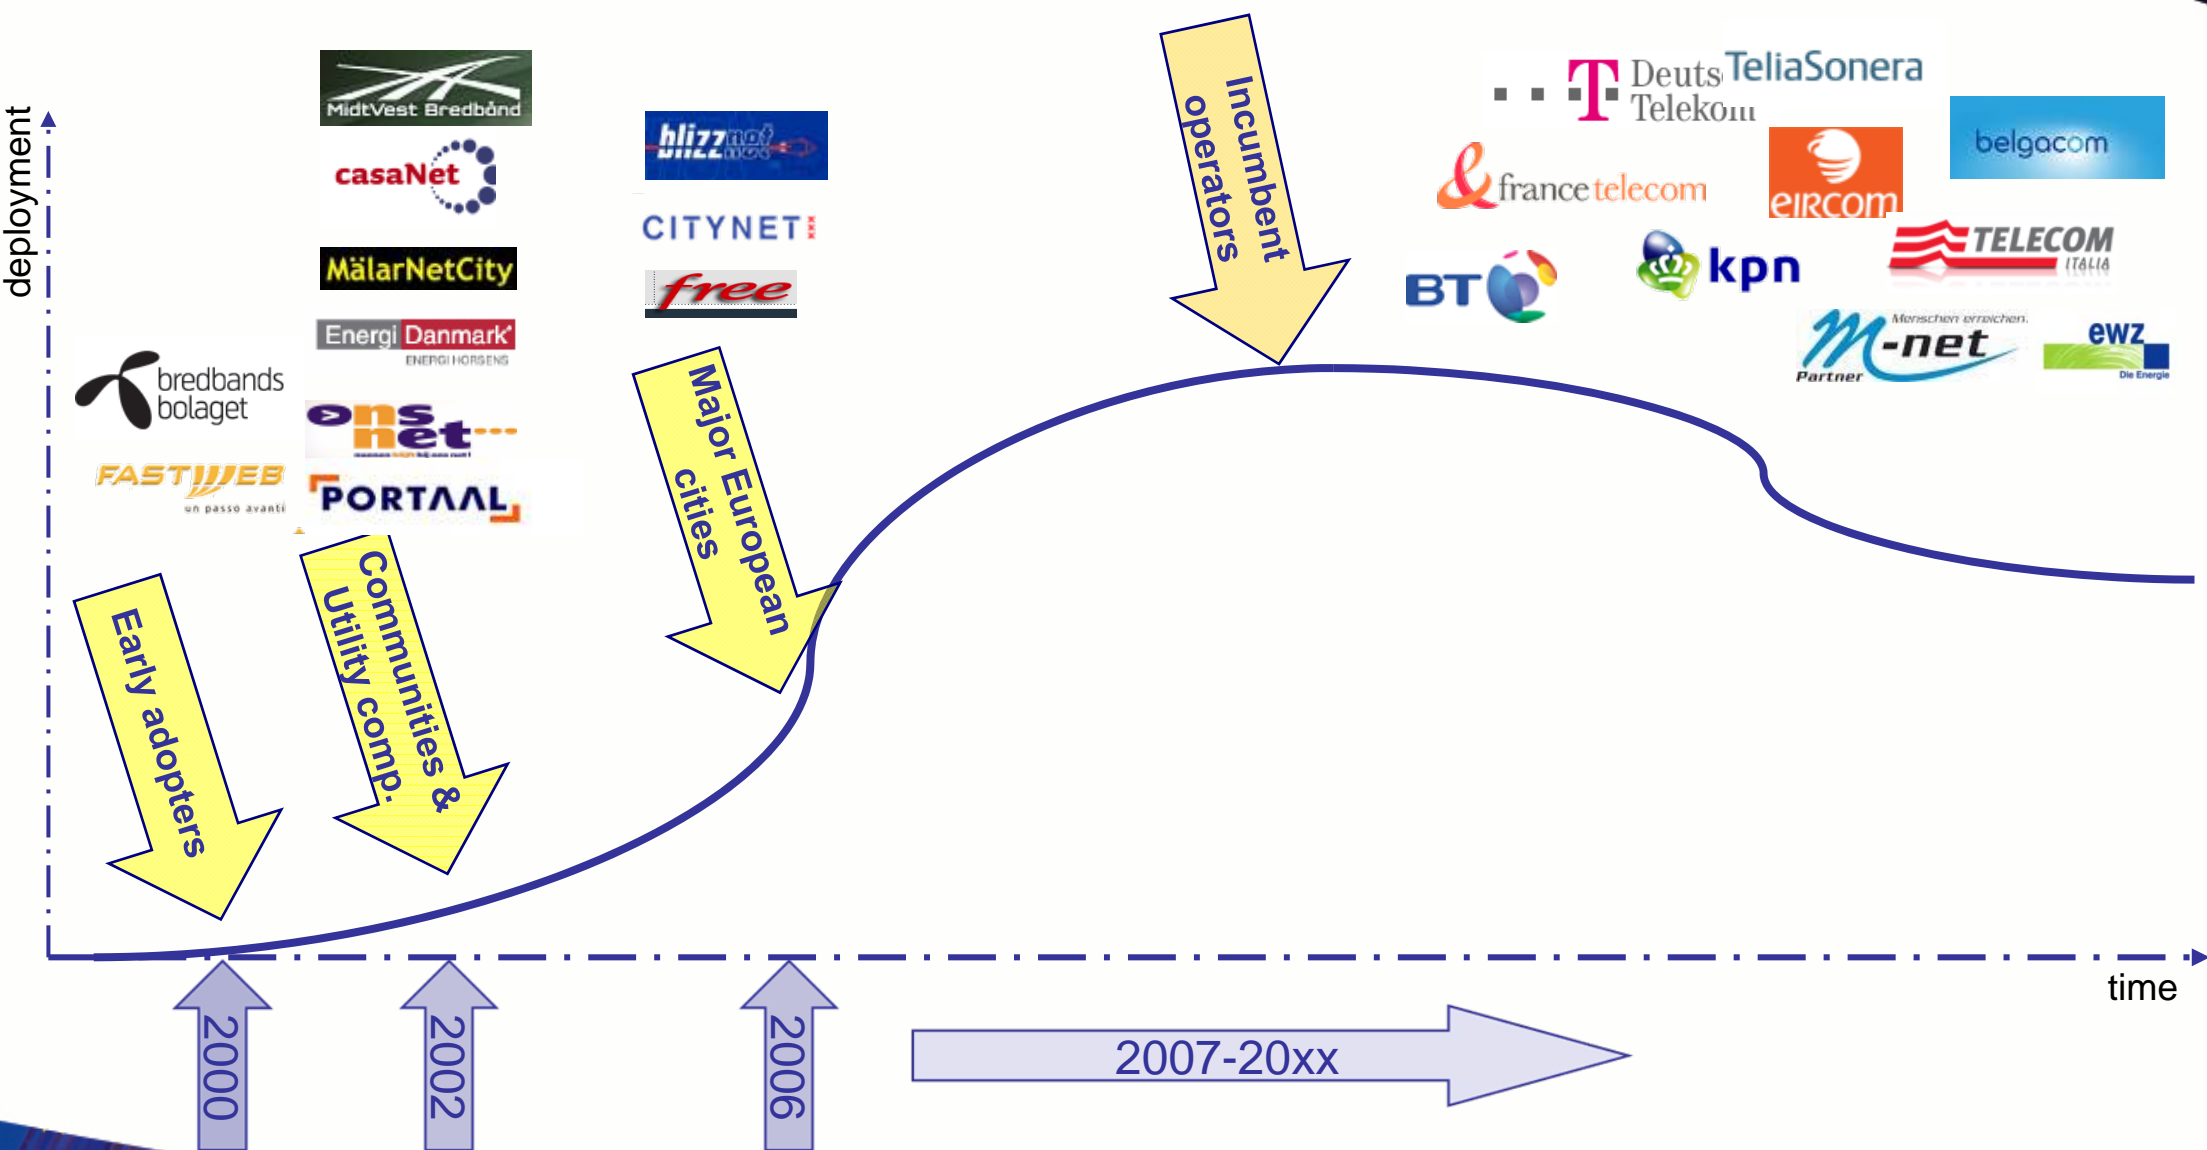 deployment
MidtVest Bredbånd
casaNet
MälarNetCity
Energi Danmark
ENERGI HORSENS
bredbands
bolaget
ons
net
FASTWEB
un passo avanti
PORTAAL
blizznet
CITYNET
free
Deuts
Telekom
TeliaSonera
belgacom
france telecom
eircom
BT
kpn
TELECOM
ITALIA
Menschen erreichen.
M-net
Partner
ewz
Die Energie
Early adopters
Communities &
Utility comp.
Major European
cities
Incumbent
operators
time
2000
2002
2006
2007-20xx